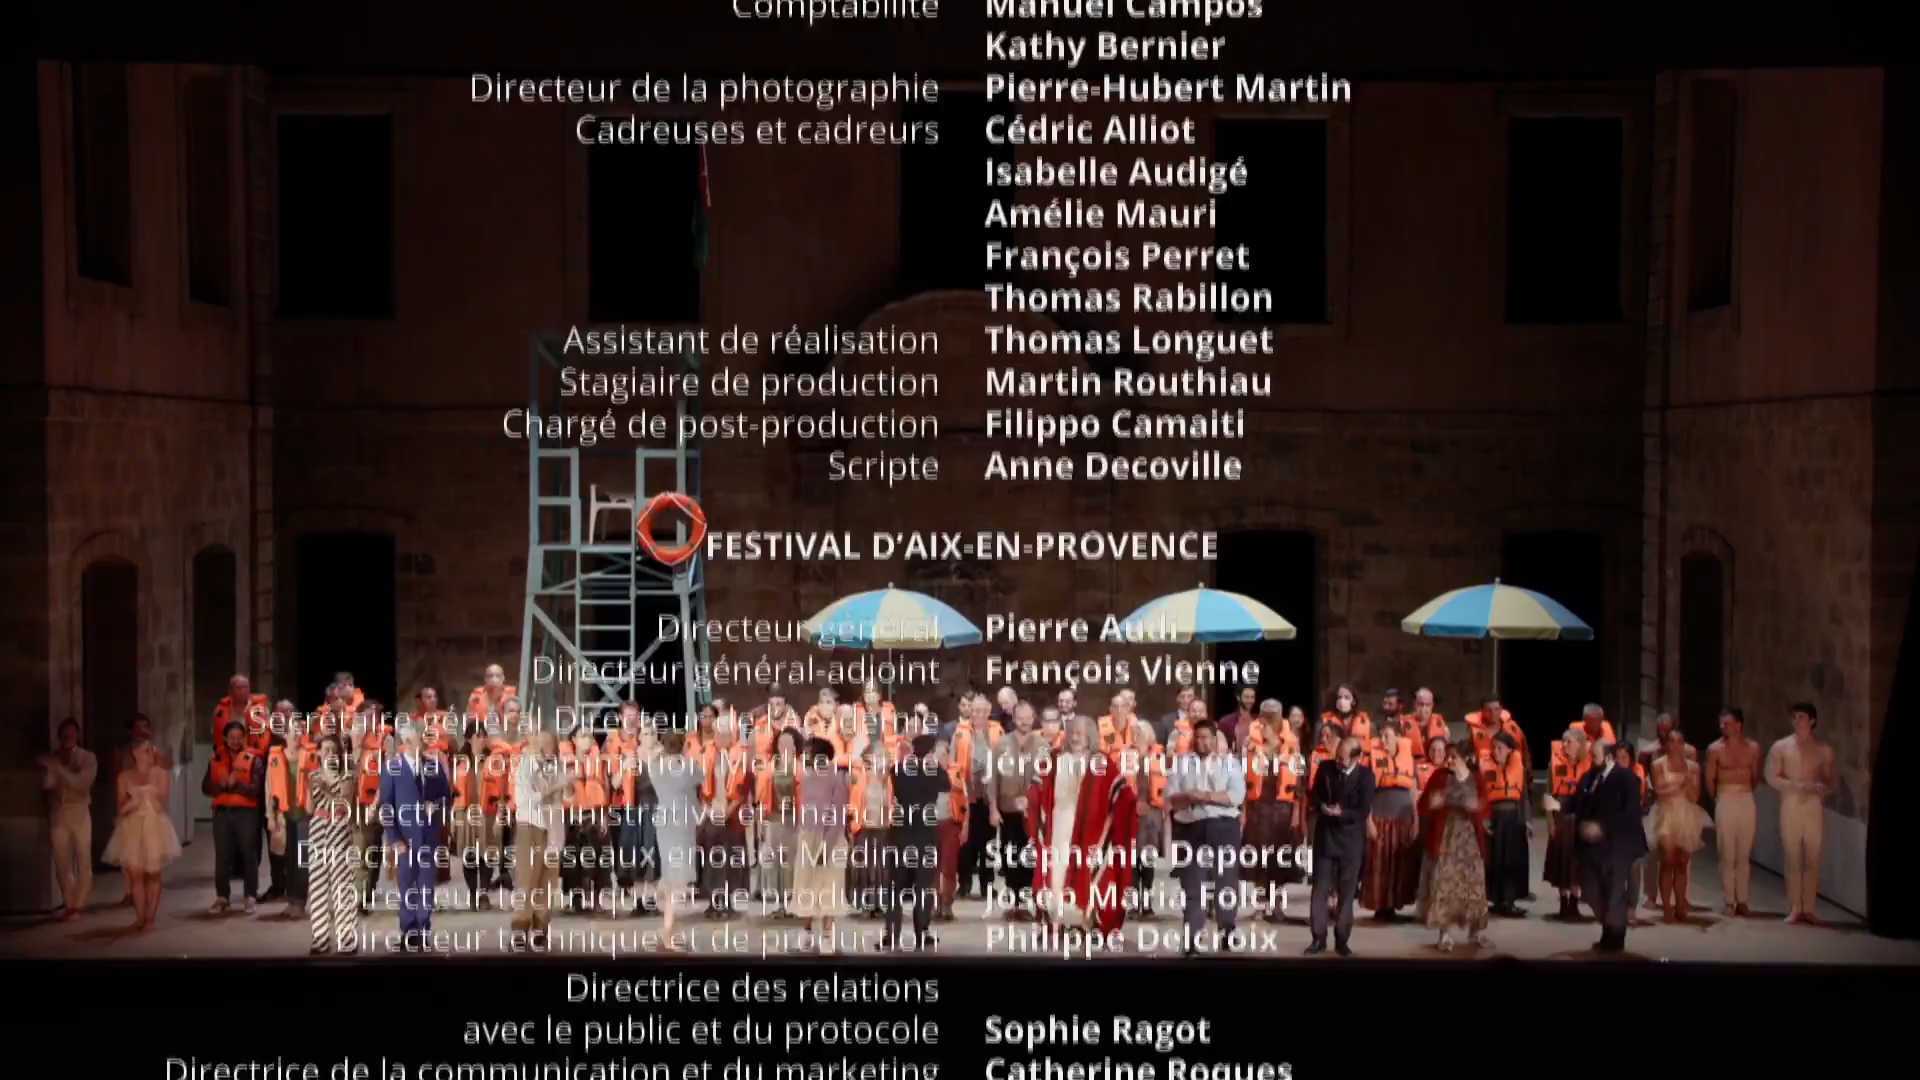 Comptabilité Manuel Campos
Kathy Bernier
Directeur de la photographie Pierre-Hubert Martin
Cadreuses et cadreurs Cédric Alliot
Isabelle Audigé
Amélie Mauri
François Perret
Thomas Rabillon
Assistant de réalisation Thomas Longuet
Stagiaire de production Martin Routhiau
Chargé de post-production Filippo Camaiti
Scripte Anne Decoville
FESTIVAL D'AIX-EN-PROVENCE
Directeur général Pierre Audi
Directeur général-adjoint François Vienne
Secrétaire général Directeur de l'Académie
et de la programmation Méditerranée Jérôme Brunetière
Directrice administrative et financière
Directrice des réseaux enoa et Medinea Stéphanie Deporcq
Directeur technique et de production Josep Maria Folch
Directeur technique et de production Philippe Delcroix
Directrice des relations
avec le public et du protocole Sophie Ragot
Directrice de la communication et du marketing Catherine Roques